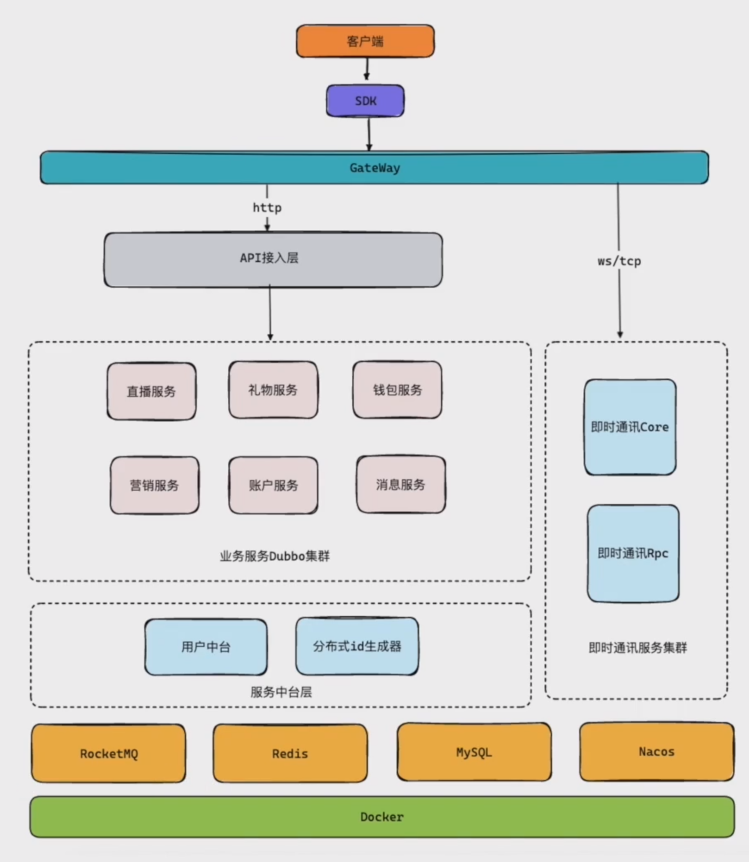 客户端
SDK
GateWay
http
ws/tcp
API接入层
直播服务
礼物服务
钱包服务
营销服务
账户服务
消息服务
业务服务Dubbo集群
即时通讯Core
即时通讯Rpc
即时通讯服务集群
用户中台
分布式id生成器
服务中台层
RocketMQ
Redis
MySQL
Nacos
Docker